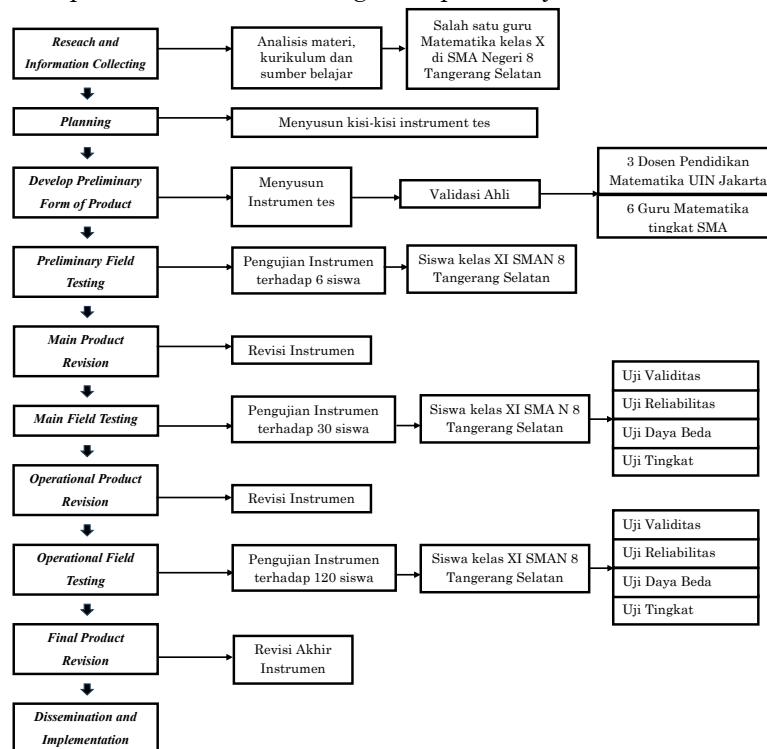 Reseach and
Information Collecting
Analisis materi,
kurikulum dan
sumber belajar
Salah satu guru
Matematika kelas X
di SMA Negeri 8
Tangerang Selatan
Planning
Menyusun kisi-kisi instrument tes
Develop Preliminary
Form of Product
Menyusun
Instrumen tes
Validasi Ahli
3 Dosen Pendidikan
Matematika UIN Jakarta
6 Guru Matematika
tingkat SMA
Preliminary Field
Testing
Pengujian Instrumen
terhadap 6 siswa
Siswa kelas XI SMAN 8
Tangerang Selatan
Main Product
Revision
Revisi Instrumen
Main Field Testing
Pengujian Instrumen
terhadap 30 siswa
Siswa kelas XI SMA N 8
Tangerang Selatan
Uji Validitas
Uji Reliabilitas
Uji Daya Beda
Uji Tingkat
Operational Product
Revision
Revisi Instrumen
Operational Field
Testing
Pengujian Instrumen
terhadap 120 siswa
Siswa kelas XI SMAN 8
Tangerang Selatan
Uji Validitas
Uji Reliabilitas
Uji Daya Beda
Uji Tingkat
Final Product
Revision
Revisi Akhir
Instrumen
Dissemination and
Implementation